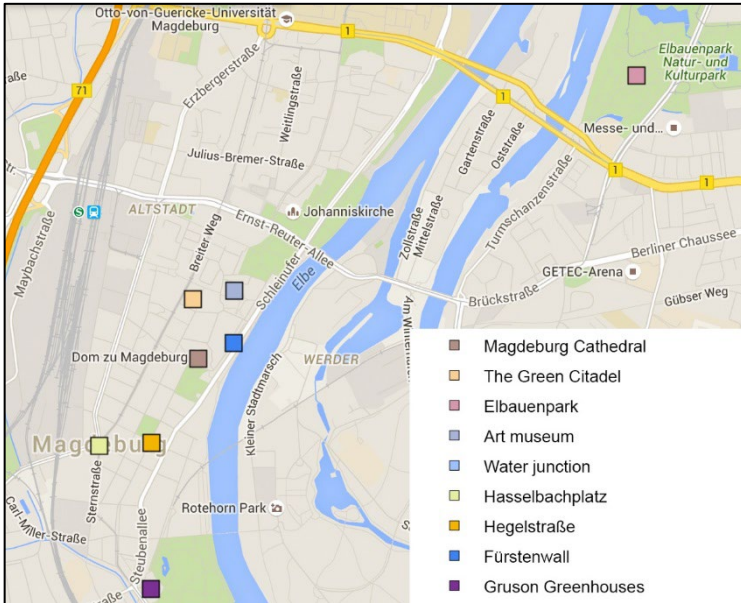 Otto-von-Guericke-Universität
Magdeburg
1
Elbauenpark
Natur- und
Kulturpark
71
Erzbergerstraße
Weitlingstraße
1
Messe- und...
Gartenstraße
Oststraße
Julius-Bremer-Straße
1
1
Turmschanzenstraße
Str.
S
ALTSTADT
Johanniskirche
Zollstraße
Mittelstraße
Maybachstraße
Breiter Weg
Ernst-Reuter-Allee
Berliner Chaussee
Schleinufer
Elbe
GETEC-Arena
Brückstraße
Gübser Weg
Dom zu Magdeburg
WERDER
Kleiner Stadtmarsch
Magdeburg
Sternstraße
Carl-Miller-Straße
Rotehorn Park
Steubenallee
Magdeburg Cathedral
The Green Citadel
Elbauenpark
Art museum
Water junction
Hasselbachplatz
Hegelstraße
Fürstenwall
Gruson Greenhouses